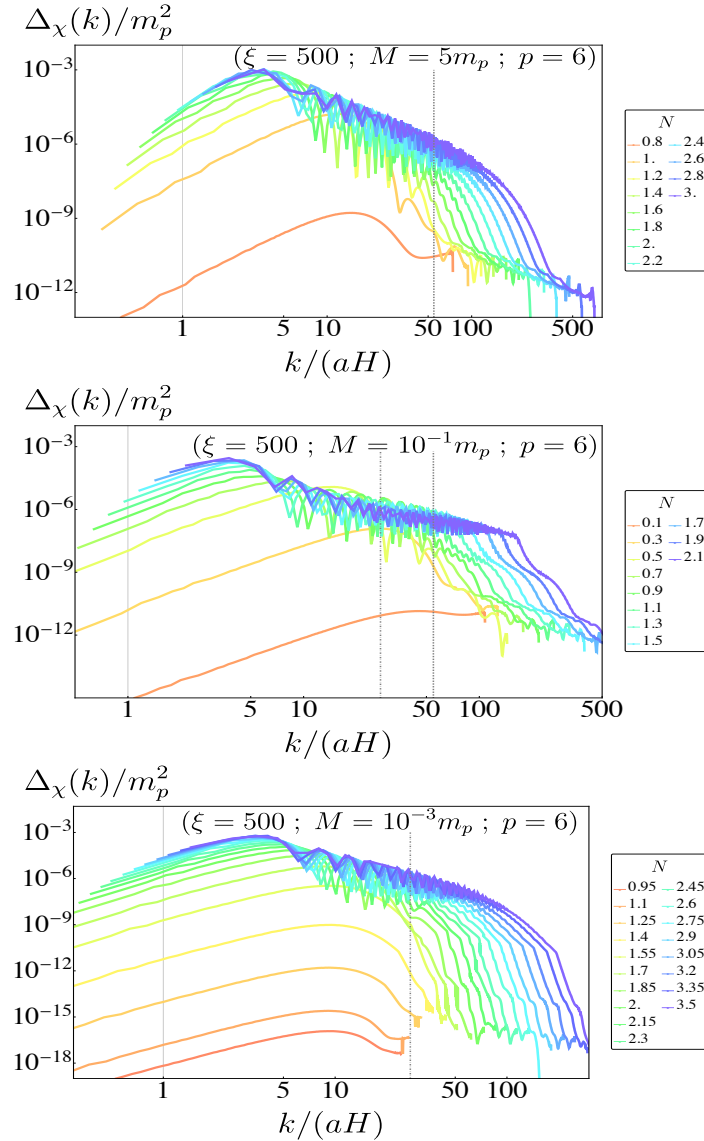 Δ_χ(k)/m_p^2
(ξ = 500 ; M = 5m_p ; p = 6)
10^{-3}
10^{-6}
10^{-9}
10^{-12}
1 5 10 50 100 500
k/(aH)
N
0.8 2.4
1. 2.6
1.2 2.8
1.4 3.
1.6
1.8
2.
2.2
Δ_χ(k)/m_p^2
(ξ = 500 ; M = 10^{-1}m_p ; p = 6)
10^{-3}
10^{-6}
10^{-9}
10^{-12}
1 5 10 50 100 500
k/(aH)
N
0.1 1.7
0.3 1.9
0.5 2.1
0.7
0.9
1.1
1.3
1.5
Δ_χ(k)/m_p^2
(ξ = 500 ; M = 10^{-3}m_p ; p = 6)
10^{-3}
10^{-6}
10^{-9}
10^{-12}
10^{-15}
10^{-18}
1 5 10 50 100
k/(aH)
N
0.95 2.45
1.1 2.6
1.25 2.75
1.4 2.9
1.55 3.05
1.7 3.2
1.85 3.35
2. 3.5
2.15
2.3